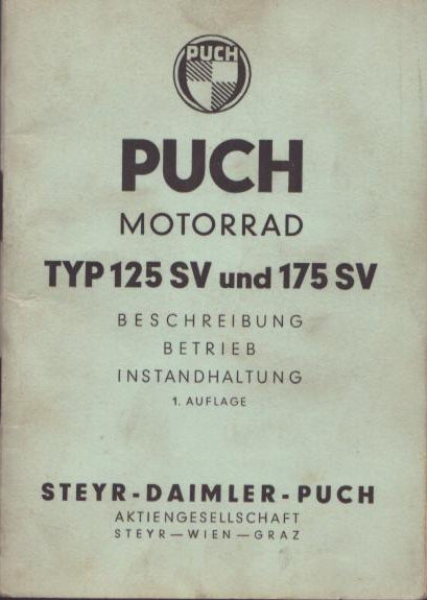 PUCH
PUCH
MOTORRAD
TYP 125 SV und 175 SV
BESCHREIBUNG
BETRIEB
INSTANDHALTUNG
1. AUFLAGE
STEYR-DAIMLER-PUCH
AKTIENGESELLSCHAFT
STEYR—WIEN—GRAZ